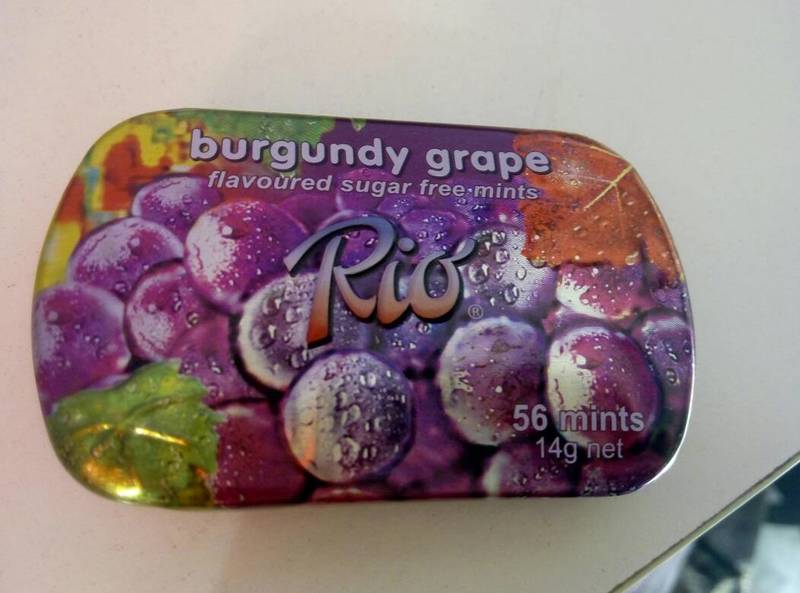 burgundy grape
flavoured sugar free mints
Rio®
56 mints
14g net